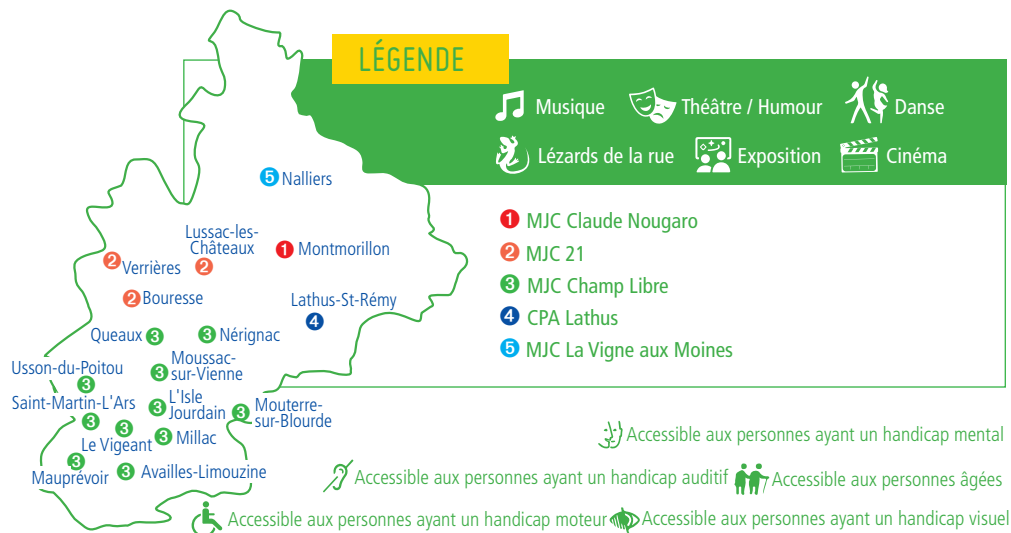 LÉGENDE
Musique
Théâtre / Humour
Danse
Lézards de la rue
Exposition
Cinéma
5 Nalliers
Lussac-les-
Châteaux
2
1 Montmorillon
2 Verrières
2 Bouresse
Lathus-St-Rémy
4
Queaux 3
3 Nérignac
Usson-du-Poitou
3
Moussac-
3 sur-Vienne
Saint-Martin-L'Ars
3
L'Isle
3 Jourdain
3 Mouterre-
sur-Blourde
3
Le Vigeant
3 Millac
3
Mauprévoir
3 Availles-Limouzine
1 MJC Claude Nougaro
2 MJC 21
3 MJC Champ Libre
4 CPA Lathus
5 MJC La Vigne aux Moines
Accessible aux personnes ayant un handicap mental
Accessible aux personnes ayant un handicap auditif
Accessible aux personnes âgées
Accessible aux personnes ayant un handicap moteur
Accessible aux personnes ayant un handicap visuel